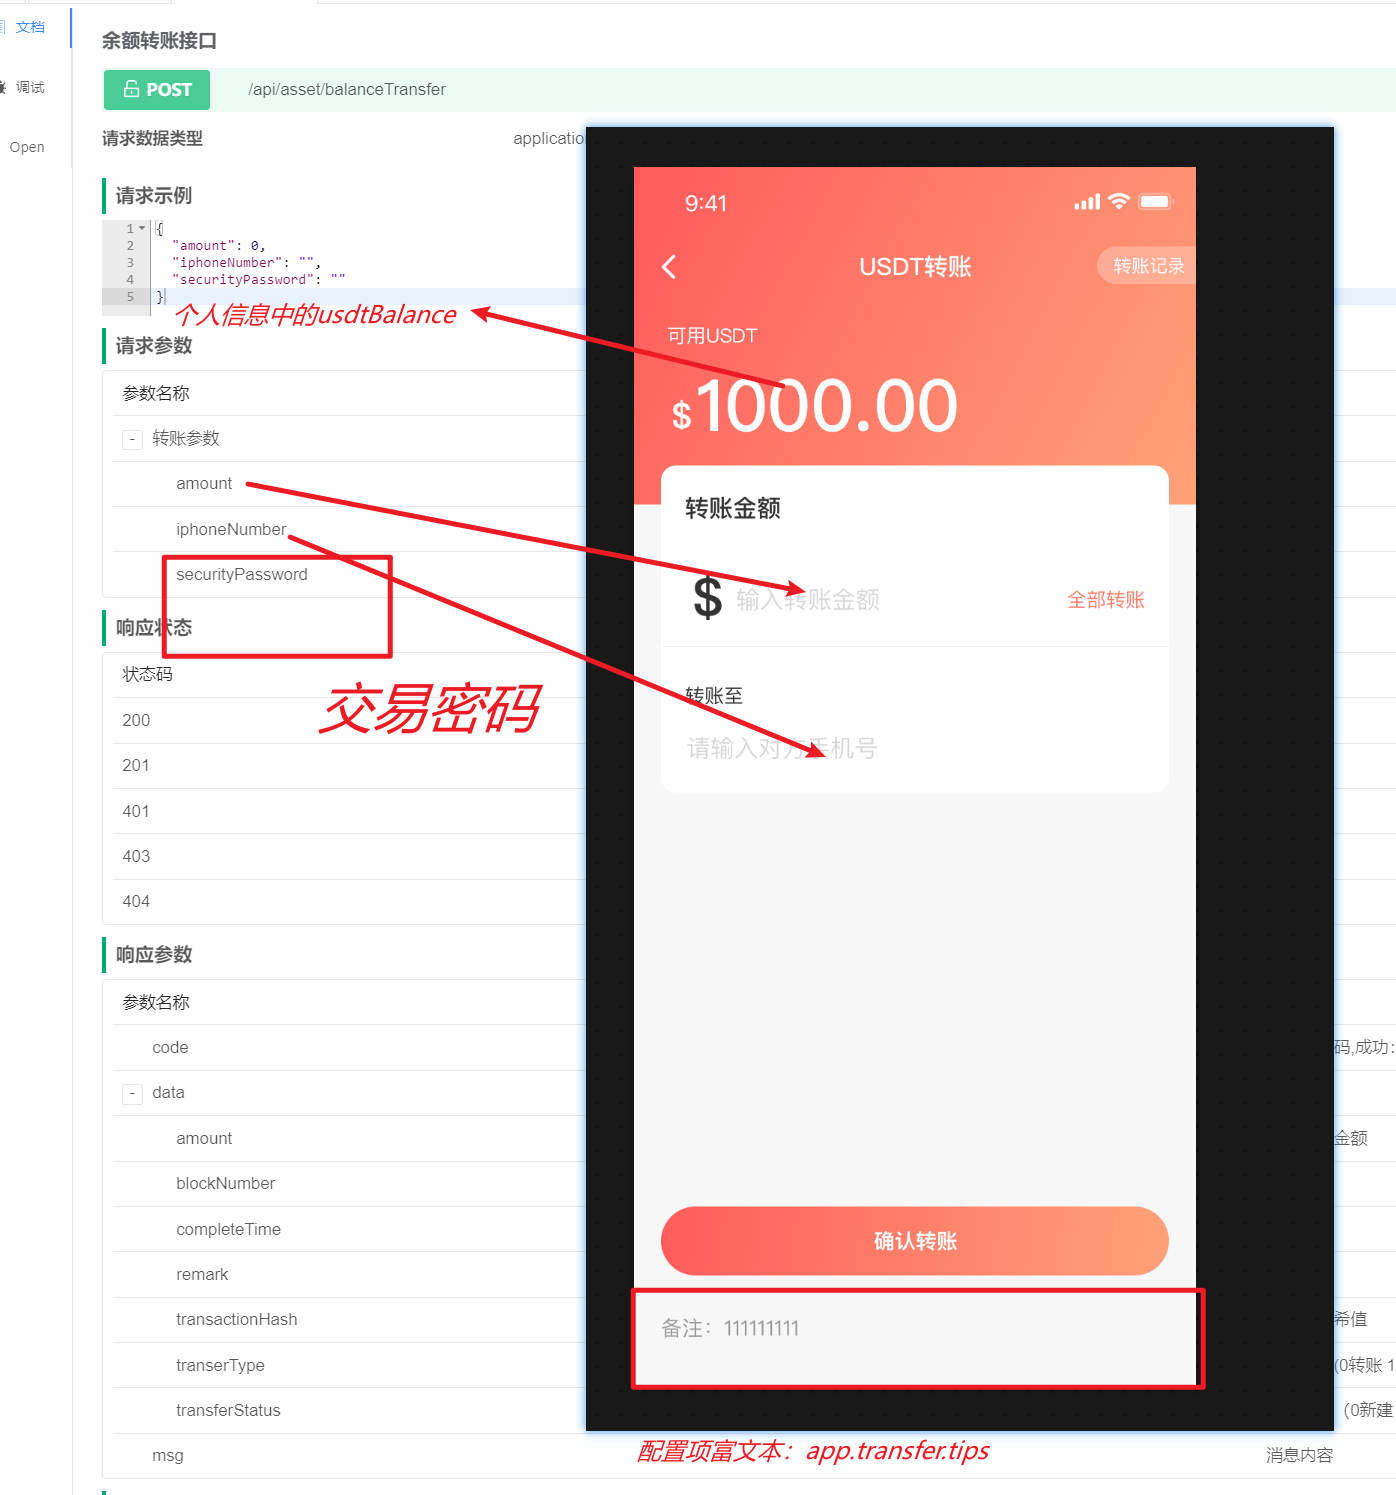 文档
调试
Open
余额转账接口
POST
/api/asset/balanceTransfer
请求数据类型
applicatio
请求示例
1
{
2
"amount": 0,
3
"iphoneNumber": "",
4
"securityPassword": ""
5
}
个人信息中的usdtBalance
请求参数
参数名称
- 转账参数
amount
iphoneNumber
securityPassword
响应状态
状态码
交易密码
200
201
401
403
404
响应参数
参数名称
code
码,成功:
- data
amount
金额
blockNumber
completeTime
remark
transactionHash
希值
transerType
(0转账 1
transferStatus
(0新建
msg
消息内容
9:41
USDT转账
转账记录
可用USDT
$1000.00
转账金额
$ 输入转账金额
全部转账
转账至
请输入对方手机号
确认转账
备注：111111111
配置项富文本：app.transfer.tips